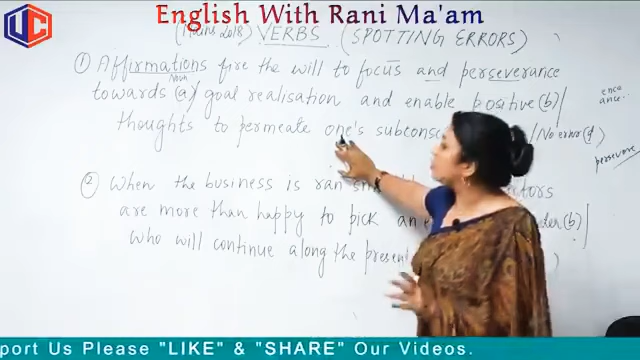 English With Rani Ma'am
UC
(Mains 2018) VERBS (SPOTTING ERRORS)
① Affirmations fire the will to focus and perseverance
Noun
towards (a)/ goal realisation and enable positive (b)/
ence
ance
thoughts to permeate one's subconsc /No error (d)
persevere
② When the business is ran
are more than happy to pick an (b)/
who will continue along the present )
port Us Please "LIKE" & "SHARE" Our Videos.